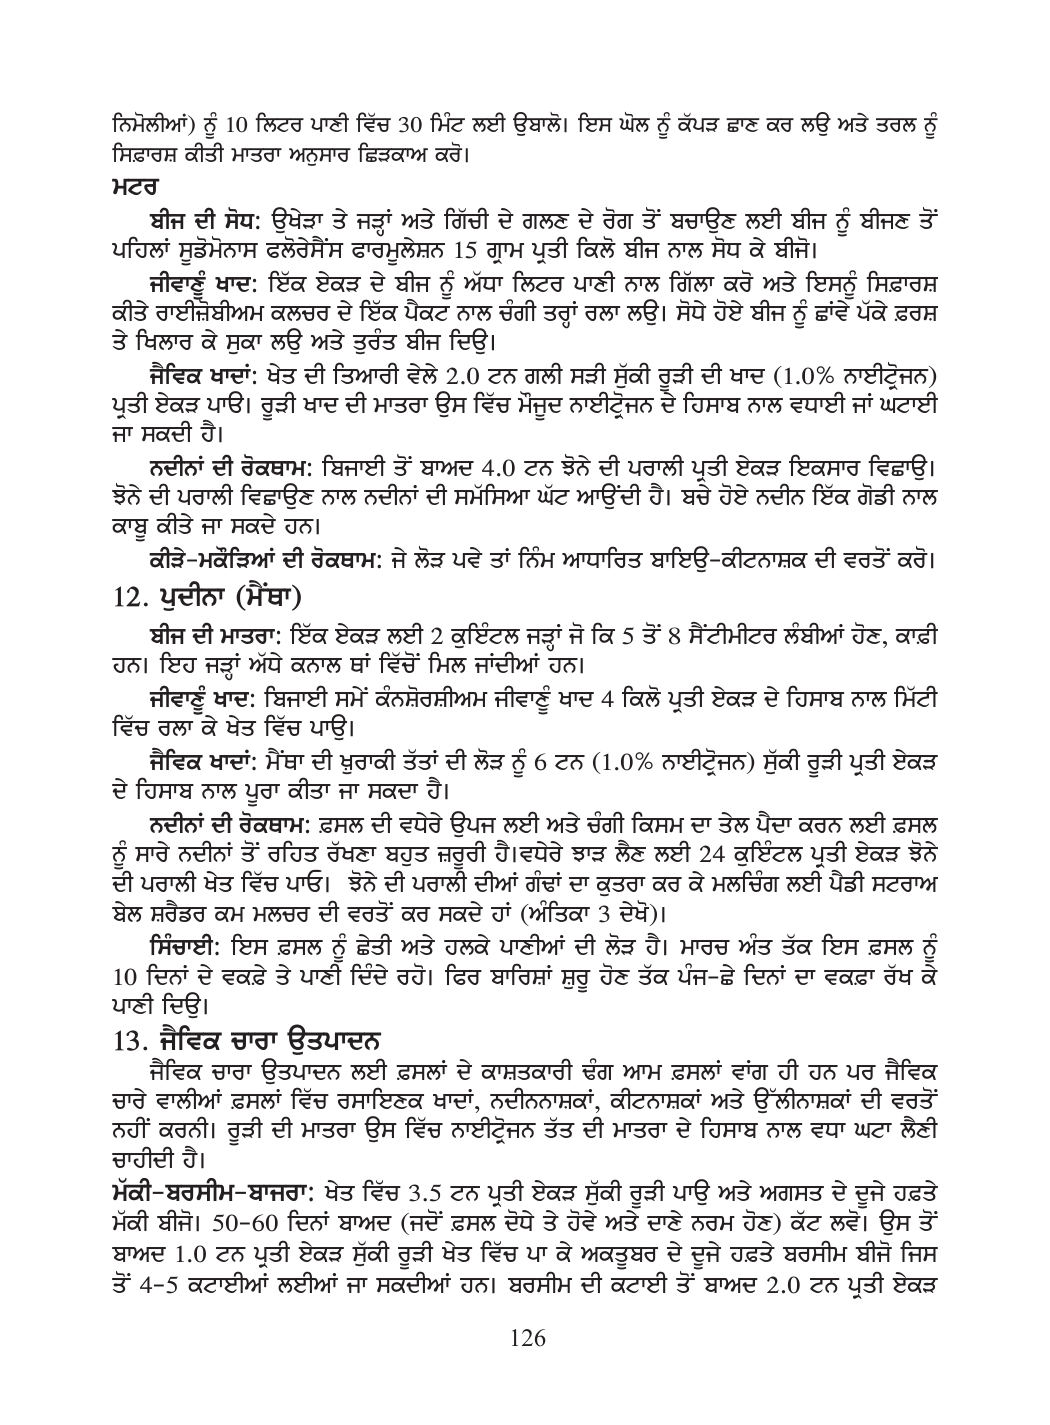 ਨਿਮੋਲੀਆਂ) ਨੂੰ 10 ਲਿਟਰ ਪਾਣੀ ਵਿੱਚ 30 ਮਿੰਟ ਲਈ ਉਬਾਲੋ। ਇਸ ਘੋਲ ਨੂੰ ਕੱਪੜ ਛਾਣ ਕਰ ਲਉ ਅਤੇ ਤਰਲ ਨੂੰ
ਸਿਫ਼ਾਰਸ਼ ਕੀਤੀ ਮਾਤਰਾ ਅਨੁਸਾਰ ਛਿੜਕਾਅ ਕਰੋ।
ਮਟਰ
ਬੀਜ ਦੀ ਸੋਧ: ਉਖੇੜਾ ਤੇ ਜੜ੍ਹਾਂ ਅਤੇ ਗਿੱਚੀ ਦੇ ਗਲਣ ਦੇ ਰੋਗ ਤੋਂ ਬਚਾਉਣ ਲਈ ਬੀਜ ਨੂੰ ਬੀਜਣ ਤੋਂ
ਪਹਿਲਾਂ ਸੂਡੋਮੋਨਾਸ ਫਲੋਰੇਸੈਂਸ ਫਾਰਮੂਲੇਸ਼ਨ 15 ਗ੍ਰਾਮ ਪ੍ਰਤੀ ਕਿਲੋ ਬੀਜ ਨਾਲ ਸੋਧ ਕੇ ਬੀਜੋ।
ਜੀਵਾਣੂੰ ਖਾਦ: ਇੱਕ ਏਕੜ ਦੇ ਬੀਜ ਨੂੰ ਅੱਧਾ ਲਿਟਰ ਪਾਣੀ ਨਾਲ ਗਿੱਲਾ ਕਰੋ ਅਤੇ ਇਸਨੂੰ ਸਿਫ਼ਾਰਸ਼
ਕੀਤੇ ਰਾਈਜ਼ੋਬੀਅਮ ਕਲਚਰ ਦੇ ਇੱਕ ਪੈਕਟ ਨਾਲ ਚੰਗੀ ਤਰ੍ਹਾਂ ਰਲਾ ਲਉ। ਸੋਧੇ ਹੋਏ ਬੀਜ ਨੂੰ ਛਾਂਵੇਂ ਪੱਕੇ ਫ਼ਰਸ਼
ਤੇ ਖਿਲਾਰ ਕੇ ਸੁਕਾ ਲਉ ਅਤੇ ਤੁਰੰਤ ਬੀਜ ਦਿਉ।
ਜੈਵਿਕ ਖਾਦਾਂ: ਖੇਤ ਦੀ ਤਿਆਰੀ ਵੇਲੇ 2.0 ਟਨ ਗਲੀ ਸੜੀ ਸੁੱਕੀ ਰੂੜੀ ਦੀ ਖਾਦ (1.0% ਨਾਈਟ੍ਰੋਜਨ)
ਪ੍ਰਤੀ ਏਕੜ ਪਾਓ। ਰੂੜੀ ਖਾਦ ਦੀ ਮਾਤਰਾ ਉਸ ਵਿੱਚ ਮੌਜੂਦ ਨਾਈਟ੍ਰੋਜਨ ਦੇ ਹਿਸਾਬ ਨਾਲ ਵਧਾਈ ਜਾਂ ਘਟਾਈ
ਜਾ ਸਕਦੀ ਹੈ।
ਨਦੀਨਾਂ ਦੀ ਰੋਕਥਾਮ: ਬਿਜਾਈ ਤੋਂ ਬਾਅਦ 4.0 ਟਨ ਝੋਨੇ ਦੀ ਪਰਾਲੀ ਪ੍ਰਤੀ ਏਕੜ ਇਕਸਾਰ ਵਿਛਾਉ।
ਝੋਨੇ ਦੀ ਪਰਾਲੀ ਵਿਛਾਉਣ ਨਾਲ ਨਦੀਨਾਂ ਦੀ ਸਮੱਸਿਆ ਘੱਟ ਆਉਂਦੀ ਹੈ। ਬਚੇ ਹੋਏ ਨਦੀਨ ਇੱਕ ਗੋਡੀ ਨਾਲ
ਕਾਬੂ ਕੀਤੇ ਜਾ ਸਕਦੇ ਹਨ।
ਕੀੜੇ-ਮਕੌੜਿਆਂ ਦੀ ਰੋਕਥਾਮ: ਜੇ ਲੋੜ ਪਵੇ ਤਾਂ ਨਿੰਮ ਆਧਾਰਿਤ ਬਾਇਉ-ਕੀਟਨਾਸ਼ਕ ਦੀ ਵਰਤੋਂ ਕਰੋ।
12. ਪੁਦੀਨਾ (ਮੈਂਥਾ)
ਬੀਜ ਦੀ ਮਾਤਰਾ: ਇੱਕ ਏਕੜ ਲਈ 2 ਕੁਇੰਟਲ ਜੜ੍ਹਾਂ ਜੋ ਕਿ 5 ਤੋਂ 8 ਸੈਂਟੀਮੀਟਰ ਲੰਬੀਆਂ ਹੋਣ, ਕਾਫ਼ੀ
ਹਨ। ਇਹ ਜੜ੍ਹਾਂ ਅੱਧੇ ਕਨਾਲ ਥਾਂ ਵਿੱਚੋਂ ਮਿਲ ਜਾਂਦੀਆਂ ਹਨ।
ਜੀਵਾਣੂੰ ਖਾਦ: ਬਿਜਾਈ ਸਮੇਂ ਕੰਨਸ਼ੋਰਸ਼ੀਅਮ ਜੀਵਾਣੂੰ ਖਾਦ 4 ਕਿਲੋ ਪ੍ਰਤੀ ਏਕੜ ਦੇ ਹਿਸਾਬ ਨਾਲ ਮਿੱਟੀ
ਵਿੱਚ ਰਲਾ ਕੇ ਖੇਤ ਵਿੱਚ ਪਾਉ।
ਜੈਵਿਕ ਖਾਦਾਂ: ਮੈਂਥਾ ਦੀ ਖ਼ੁਰਾਕੀ ਤੱਤਾਂ ਦੀ ਲੋੜ ਨੂੰ 6 ਟਨ (1.0% ਨਾਈਟ੍ਰੋਜਨ) ਸੁੱਕੀ ਰੂੜੀ ਪ੍ਰਤੀ ਏਕੜ
ਦੇ ਹਿਸਾਬ ਨਾਲ ਪੂਰਾ ਕੀਤਾ ਜਾ ਸਕਦਾ ਹੈ।
ਨਦੀਨਾਂ ਦੀ ਰੋਕਥਾਮ: ਫ਼ਸਲ ਦੀ ਵਧੇਰੇ ਉਪਜ ਲਈ ਅਤੇ ਚੰਗੀ ਕਿਸਮ ਦਾ ਤੇਲ ਪੈਦਾ ਕਰਨ ਲਈ ਫ਼ਸਲ
ਨੂੰ ਸਾਰੇ ਨਦੀਨਾਂ ਤੋਂ ਰਹਿਤ ਰੱਖਣਾ ਬਹੁਤ ਜ਼ਰੂਰੀ ਹੈ।ਵਧੇਰੇ ਝਾੜ ਲੈਣ ਲਈ 24 ਕੁਇੰਟਲ ਪ੍ਰਤੀ ਏਕੜ ਝੋਨੇ
ਦੀ ਪਰਾਲੀ ਖੇਤ ਵਿੱਚ ਪਾਓ। ਝੋਨੇ ਦੀ ਪਰਾਲੀ ਦੀਆਂ ਗੰਢਾਂ ਦਾ ਕੁਤਰਾ ਕਰ ਕੇ ਮਲਚਿੰਗ ਲਈ ਪੈਡੀ ਸਟਰਾਅ
ਬੇਲ ਸ਼ਰੈਡਰ ਕਮ ਮਲਚਰ ਦੀ ਵਰਤੋਂ ਕਰ ਸਕਦੇ ਹਾਂ (ਅੰਤਿਕਾ 3 ਦੇਖੋ)।
ਸਿੰਚਾਈ: ਇਸ ਫ਼ਸਲ ਨੂੰ ਛੇਤੀ ਅਤੇ ਹਲਕੇ ਪਾਣੀਆਂ ਦੀ ਲੋੜ ਹੈ। ਮਾਰਚ ਅੰਤ ਤੱਕ ਇਸ ਫ਼ਸਲ ਨੂੰ
10 ਦਿਨਾਂ ਦੇ ਵਕਫ਼ੇ ਤੇ ਪਾਣੀ ਦਿੰਦੇ ਰਹੋ। ਫਿਰ ਬਾਰਿਸ਼ਾਂ ਸ਼ੁਰੂ ਹੋਣ ਤੱਕ ਪੰਜ-ਛੇ ਦਿਨਾਂ ਦਾ ਵਕਫ਼ਾ ਰੱਖ ਕੇ
ਪਾਣੀ ਦਿਉ।
13. ਜੈਵਿਕ ਚਾਰਾ ਉਤਪਾਦਨ
ਜੈਵਿਕ ਚਾਰਾ ਉਤਪਾਦਨ ਲਈ ਫ਼ਸਲਾਂ ਦੇ ਕਾਸ਼ਤਕਾਰੀ ਢੰਗ ਆਮ ਫ਼ਸਲਾਂ ਵਾਂਗ ਹੀ ਹਨ ਪਰ ਜੈਵਿਕ
ਚਾਰੇ ਵਾਲੀਆਂ ਫ਼ਸਲਾਂ ਵਿੱਚ ਰਸਾਇਣਕ ਖਾਦਾਂ, ਨਦੀਨਨਾਸ਼ਕਾਂ, ਕੀਟਨਾਸ਼ਕਾਂ ਅਤੇ ਉੱਲੀਨਾਸ਼ਕਾਂ ਦੀ ਵਰਤੋਂ
ਨਹੀਂ ਕਰਨੀ। ਰੂੜੀ ਦੀ ਮਾਤਰਾ ਉਸ ਵਿੱਚ ਨਾਈਟ੍ਰੋਜਨ ਤੱਤ ਦੀ ਮਾਤਰਾ ਦੇ ਹਿਸਾਬ ਨਾਲ ਵਧਾ ਘਟਾ ਲੈਣੀ
ਚਾਹੀਦੀ ਹੈ।
ਮੱਕੀ-ਬਰਸੀਮ-ਬਾਜਰਾ: ਖੇਤ ਵਿੱਚ 3.5 ਟਨ ਪ੍ਰਤੀ ਏਕੜ ਸੁੱਕੀ ਰੂੜੀ ਪਾਉ ਅਤੇ ਅਗਸਤ ਦੇ ਦੂਜੇ ਹਫ਼ਤੇ
ਮੱਕੀ ਬੀਜੋ। 50-60 ਦਿਨਾਂ ਬਾਅਦ (ਜਦੋਂ ਫ਼ਸਲ ਦੋਧੇ ਤੇ ਹੋਵੇ ਅਤੇ ਦਾਣੇ ਨਰਮ ਹੋਣ) ਕੱਟ ਲਵੋ। ਉਸ ਤੋਂ
ਬਾਅਦ 1.0 ਟਨ ਪ੍ਰਤੀ ਏਕੜ ਸੁੱਕੀ ਰੂੜੀ ਖੇਤ ਵਿੱਚ ਪਾ ਕੇ ਅਕਤੂਬਰ ਦੇ ਦੂਜੇ ਹਫ਼ਤੇ ਬਰਸੀਮ ਬੀਜੋ ਜਿਸ
ਤੋਂ 4-5 ਕਟਾਈਆਂ ਲਈਆਂ ਜਾ ਸਕਦੀਆਂ ਹਨ। ਬਰਸੀਮ ਦੀ ਕਟਾਈ ਤੋਂ ਬਾਅਦ 2.0 ਟਨ ਪ੍ਰਤੀ ਏਕੜ
126